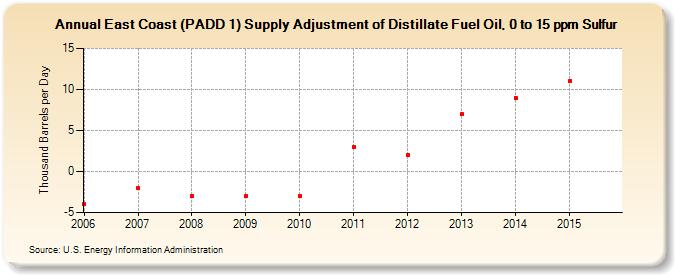 Annual East Coast (PADD 1) Supply Adjustment of Distillate Fuel Oil, 0 to 15 ppm Sulfur
Thousand Barrels per Day
15
10
5
0
-5
2006 2007 2008 2009 2010 2011 2012 2013 2014 2015
Source: U.S. Energy Information Administration